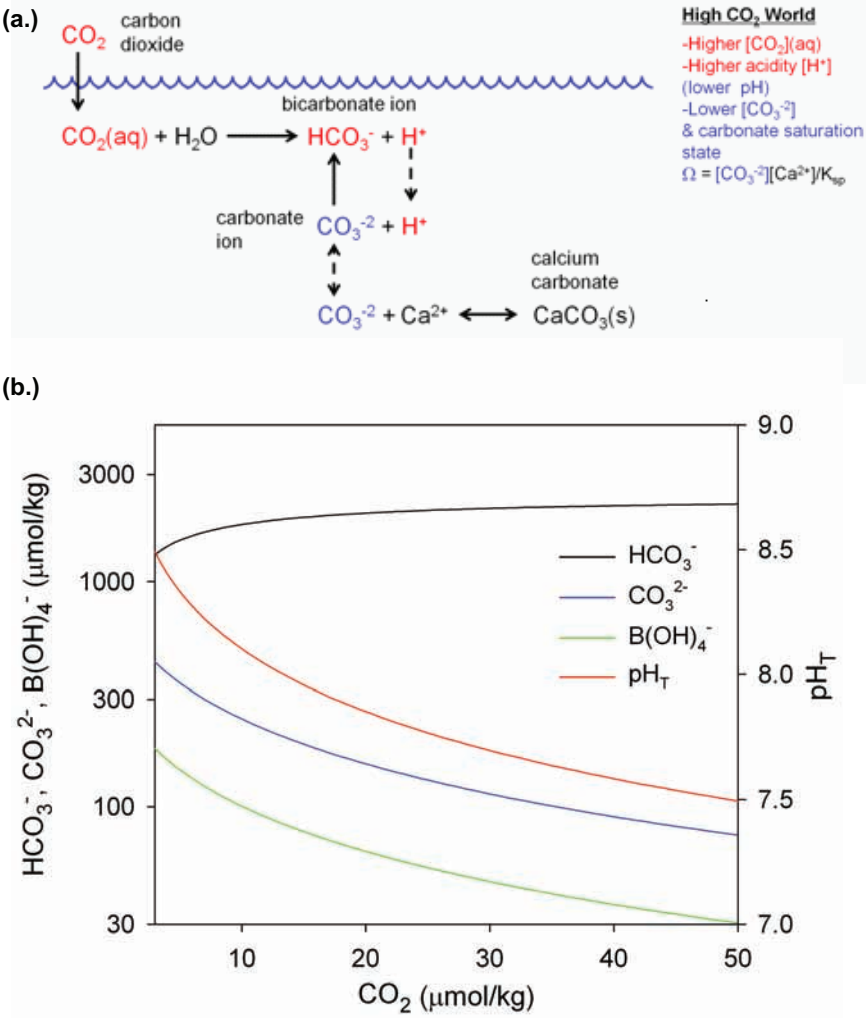 (a.)
CO₂ carbon
dioxide
High CO₂ World
-Higher [CO₂](aq)
-Higher acidity [H⁺]
(lower pH)
-Lower [CO₃⁻²]
& carbonate saturation
state
Ω = [CO₃⁻²][Ca²⁺]/Kₛₚ
bicarbonate ion
CO₂(aq) + H₂O → HCO₃⁻ + H⁺
carbonate
ion
CO₃⁻² + H⁺
calcium
carbonate
CO₃⁻² + Ca²⁺ ↔ CaCO₃(s)
(b.)
HCO₃⁻, CO₃²⁻, B(OH)₄⁻ (μmol/kg)
3000
1000
300
100
30
9.0
8.5
8.0
7.5
7.0
pH_T
HCO₃⁻
CO₃²⁻
B(OH)₄⁻
pH_T
10 20 30 40 50
CO₂ (μmol/kg)